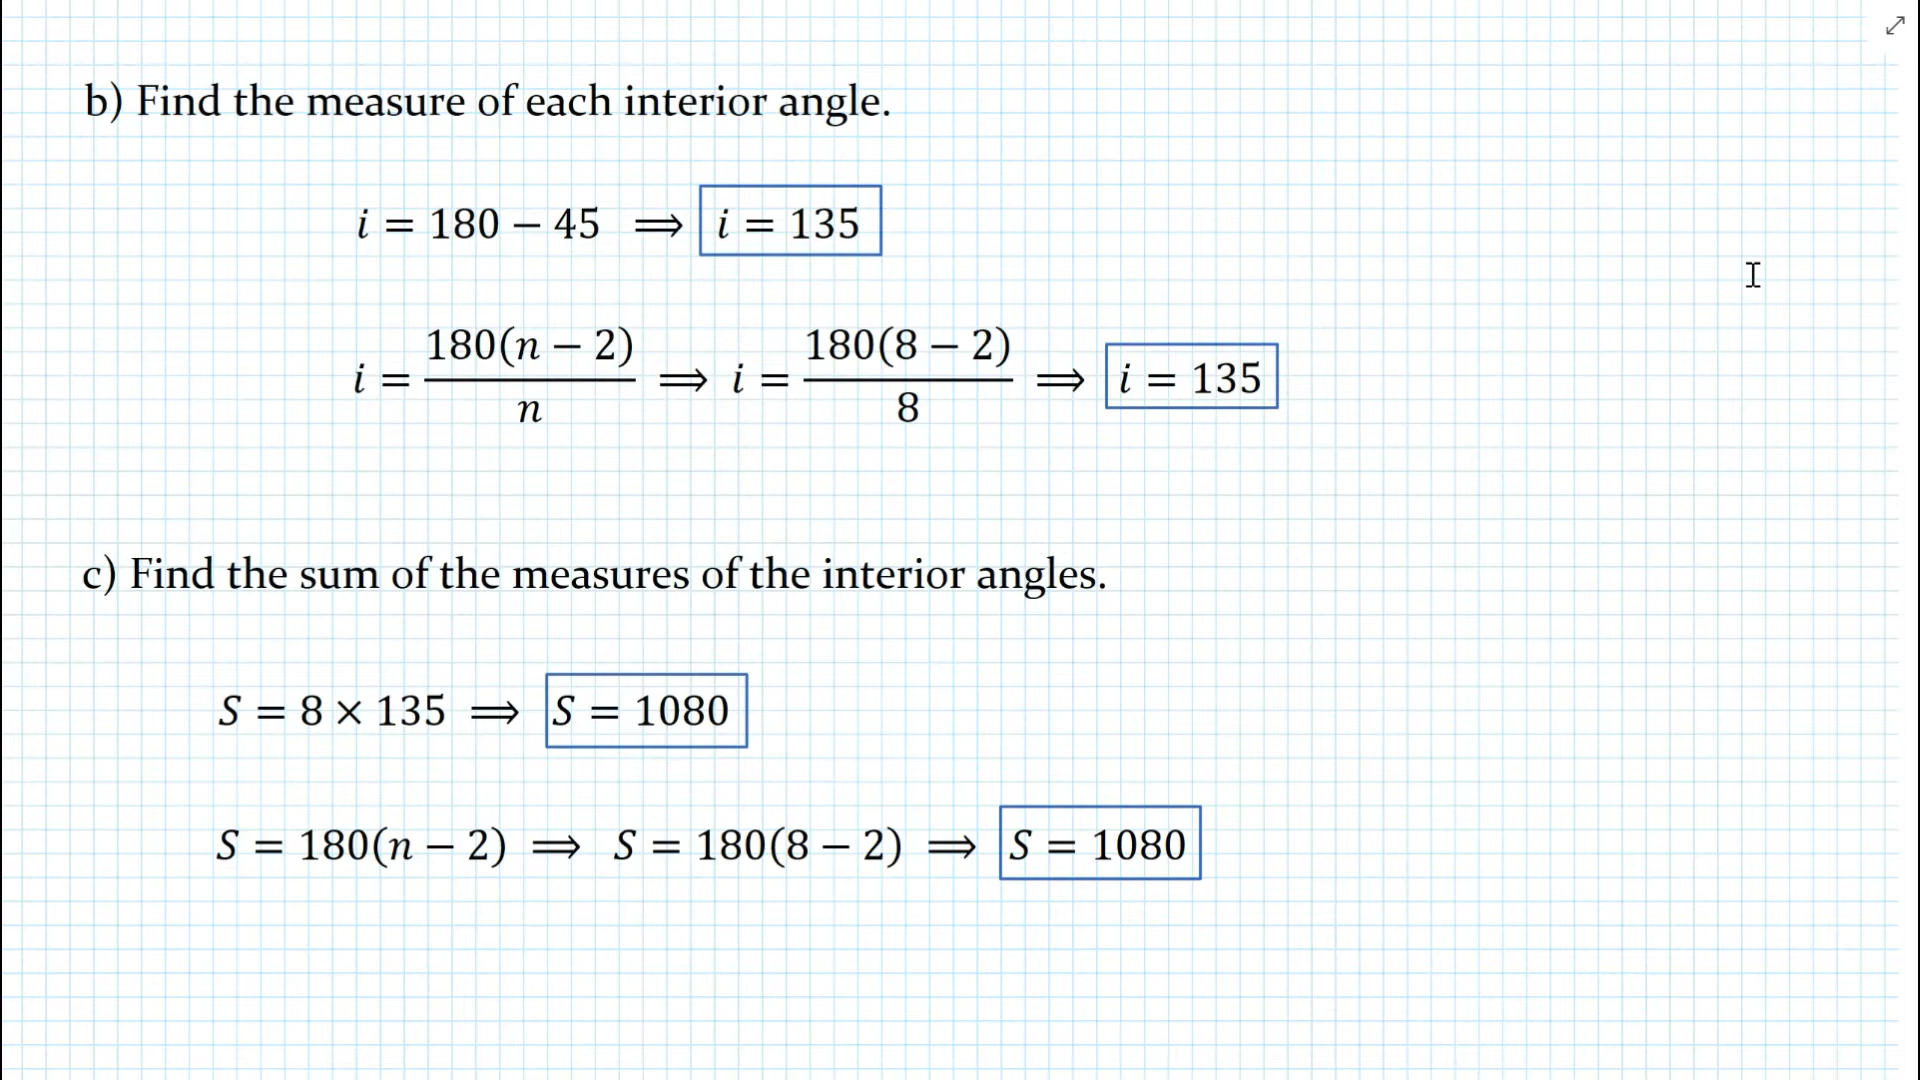 b) Find the measure of each interior angle.
i = 180 − 45 ⟹ i = 135
i = 180(n − 2)/n ⟹ i = 180(8 − 2)/8 ⟹ i = 135
c) Find the sum of the measures of the interior angles.
S = 8 × 135 ⟹ S = 1080
S = 180(n − 2) ⟹ S = 180(8 − 2) ⟹ S = 1080